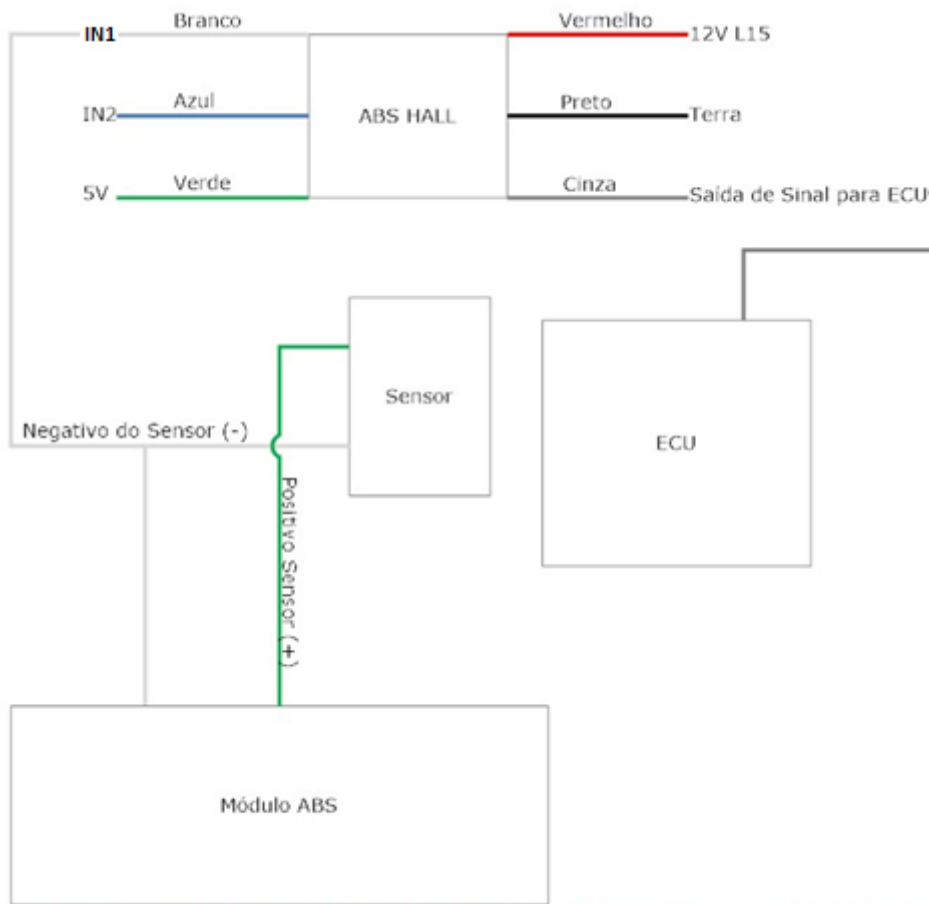 Branco
Vermelho
IN1
12V L15
Azul
Preto
IN2
ABS HALL
Terra
Verde
Cinza
5V
Saída de Sinal para ECU
Sensor
Negativo do Sensor (-)
ECU
Positivo Sensor (+)
Módulo ABS